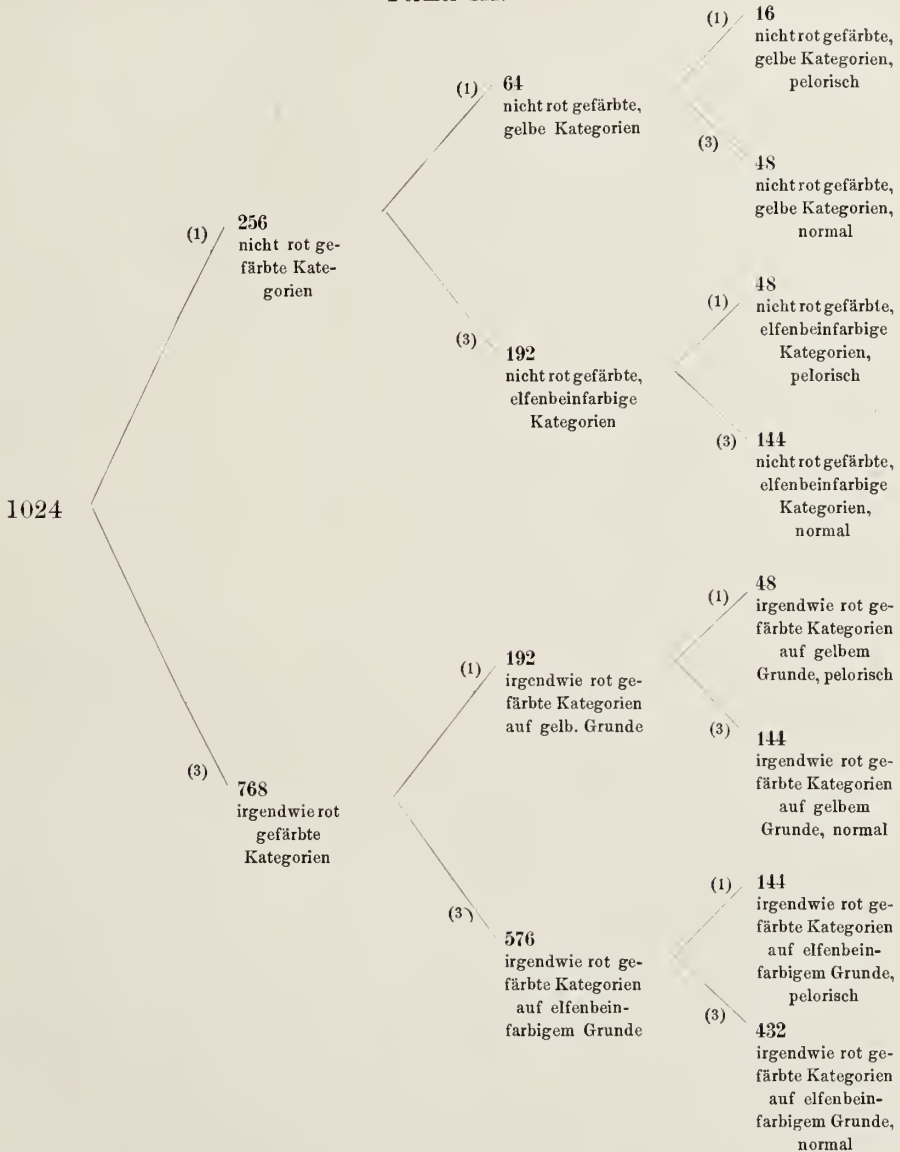 (1) 16
nicht rot gefärbte,
gelbe Kategorien,
pelorisch
(1) 64
nicht rot gefärbte,
gelbe Kategorien
(3)
48
nicht rot gefärbte,
gelbe Kategorien,
normal
(1) 256
nicht rot ge-
färbte Kate-
gorien
(1) 48
nicht rot gefärbte,
elfenbeinfarbige
Kategorien,
pelorisch
(3)
192
nicht rot gefärbte,
elfenbeinfarbige
Kategorien
(3) 144
nicht rot gefärbte,
elfenbeinfarbige
Kategorien,
normal
1024
(1) 48
irgendwie rot ge-
färbte Kategorien
auf gelbem
Grunde, pelorisch
(1) 192
irgendwie rot ge-
färbte Kategorien
auf gelb. Grunde
(3)
144
irgendwie rot ge-
färbte Kategorien
auf gelbem
Grunde, normal
(3)
768
irgendwie rot
gefärbte
Kategorien
(1) 144
irgendwie rot ge-
färbte Kategorien
auf elfenbein-
farbigem Grunde,
pelorisch
(3)
576
irgendwie rot ge-
färbte Kategorien
auf elfenbein-
farbigem Grunde
(3)
432
irgendwie rot ge-
färbte Kategorien
auf elfenbein-
farbigem Grunde,
normal